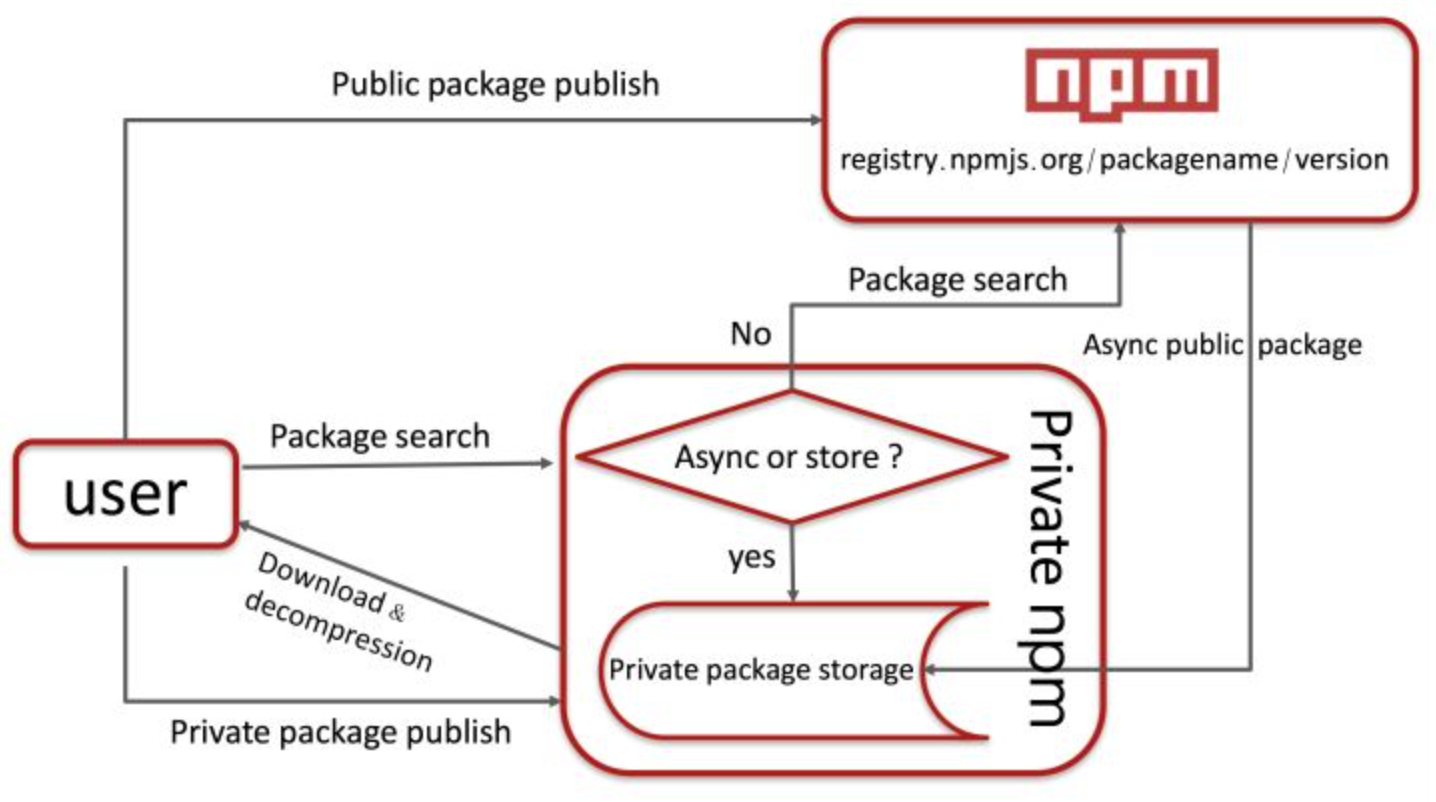 Public package publish
npm
registry.npmjs.org/packagename/version
Package search
No
Async public package
Package search
Async or store ?
user
yes
Download &
decompression
Private package storage
Private npm
Private package publish